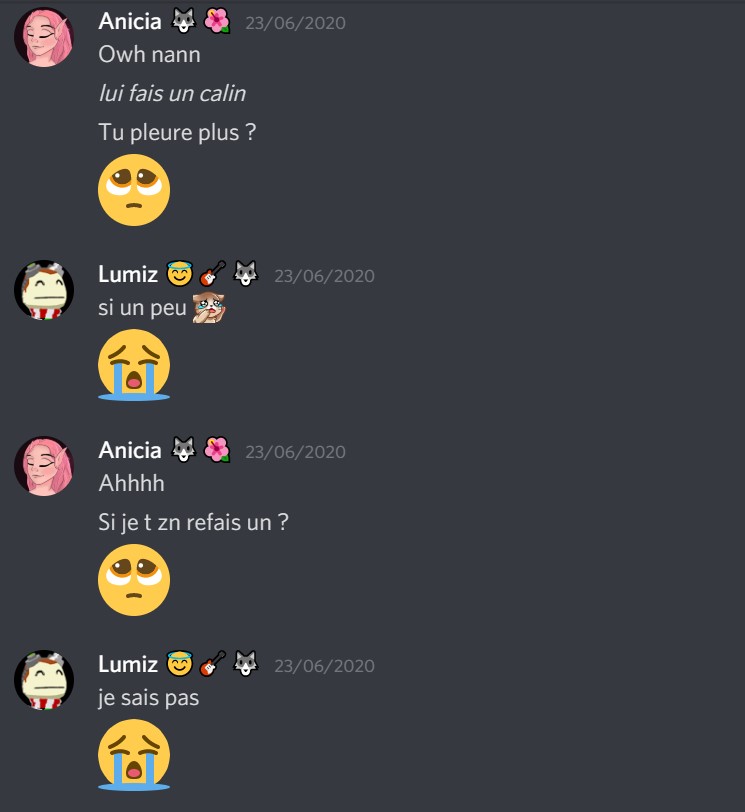 Anicia 🐺 🌺 23/06/2020
Owh nann
lui fais un calin
Tu pleure plus ?
🥺
Lumiz 😇 🎸 🐺 23/06/2020
si un peu
😭
Anicia 🐺 🌺 23/06/2020
Ahhhh
Si je t zn refais un ?
🥺
Lumiz 😇 🎸 🐺 23/06/2020
je sais pas
😭